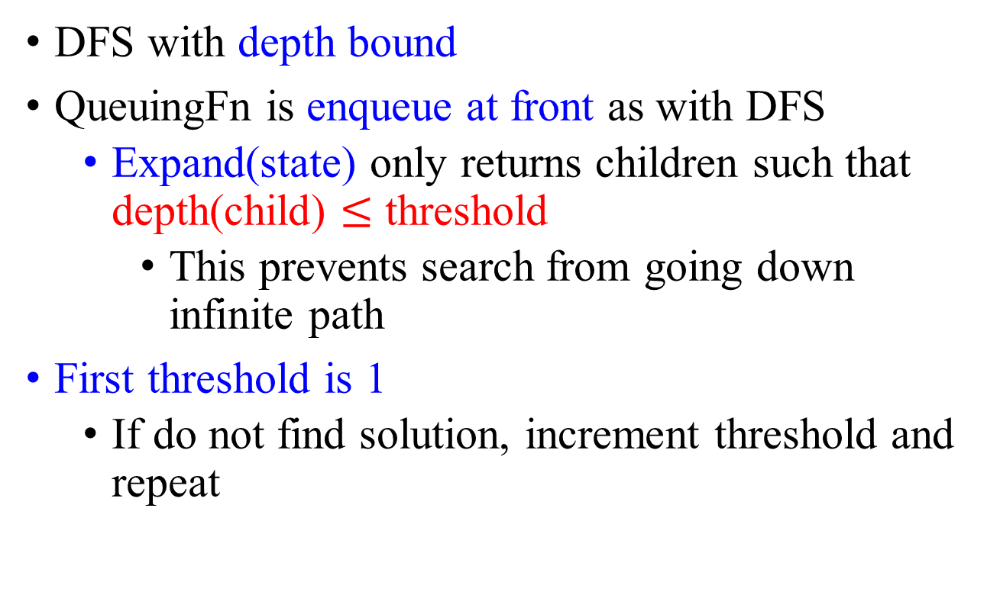 • DFS with depth bound
• QueuingFn is enqueue at front as with DFS
• Expand(state) only returns children such that
depth(child) ≤ threshold
• This prevents search from going down
infinite path
• First threshold is 1
• If do not find solution, increment threshold and
repeat